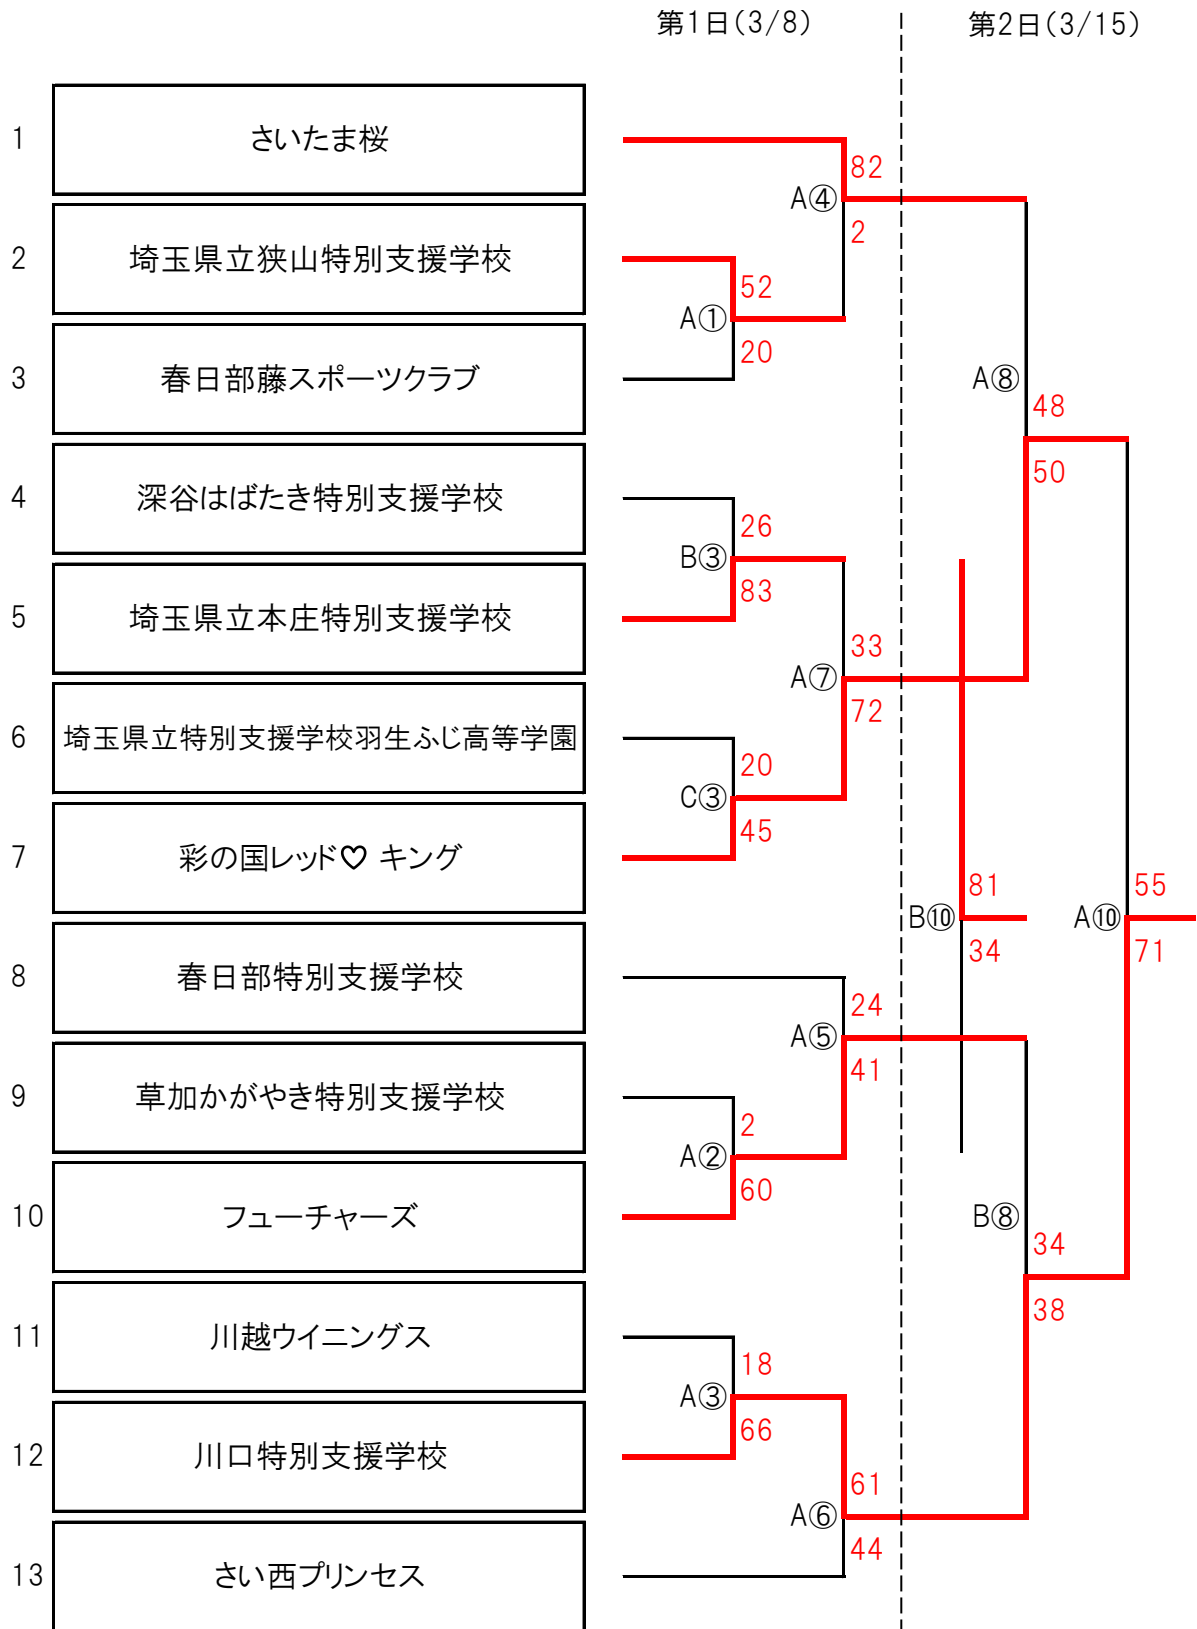 第1日(3/8)
第2日(3/15)
1 さいたま桜
82
A④
2
2 埼玉県立狭山特別支援学校
52
A①
20
3 春日部藤スポーツクラブ
A⑧
48
50
4 深谷はばたき特別支援学校
26
B③
83
5 埼玉県立本庄特別支援学校
33
A⑦
72
6 埼玉県立特別支援学校羽生ふじ高等学園
20
C③
45
7 彩の国レッド♡ キング
81
B⑩
34
55
A⑩
71
8 春日部特別支援学校
24
A⑤
41
9 草加かがやき特別支援学校
2
A②
60
10 フューチャーズ
B⑧
34
38
11 川越ウイニングス
18
A③
66
12 川口特別支援学校
61
A⑥
44
13 さい西プリンセス